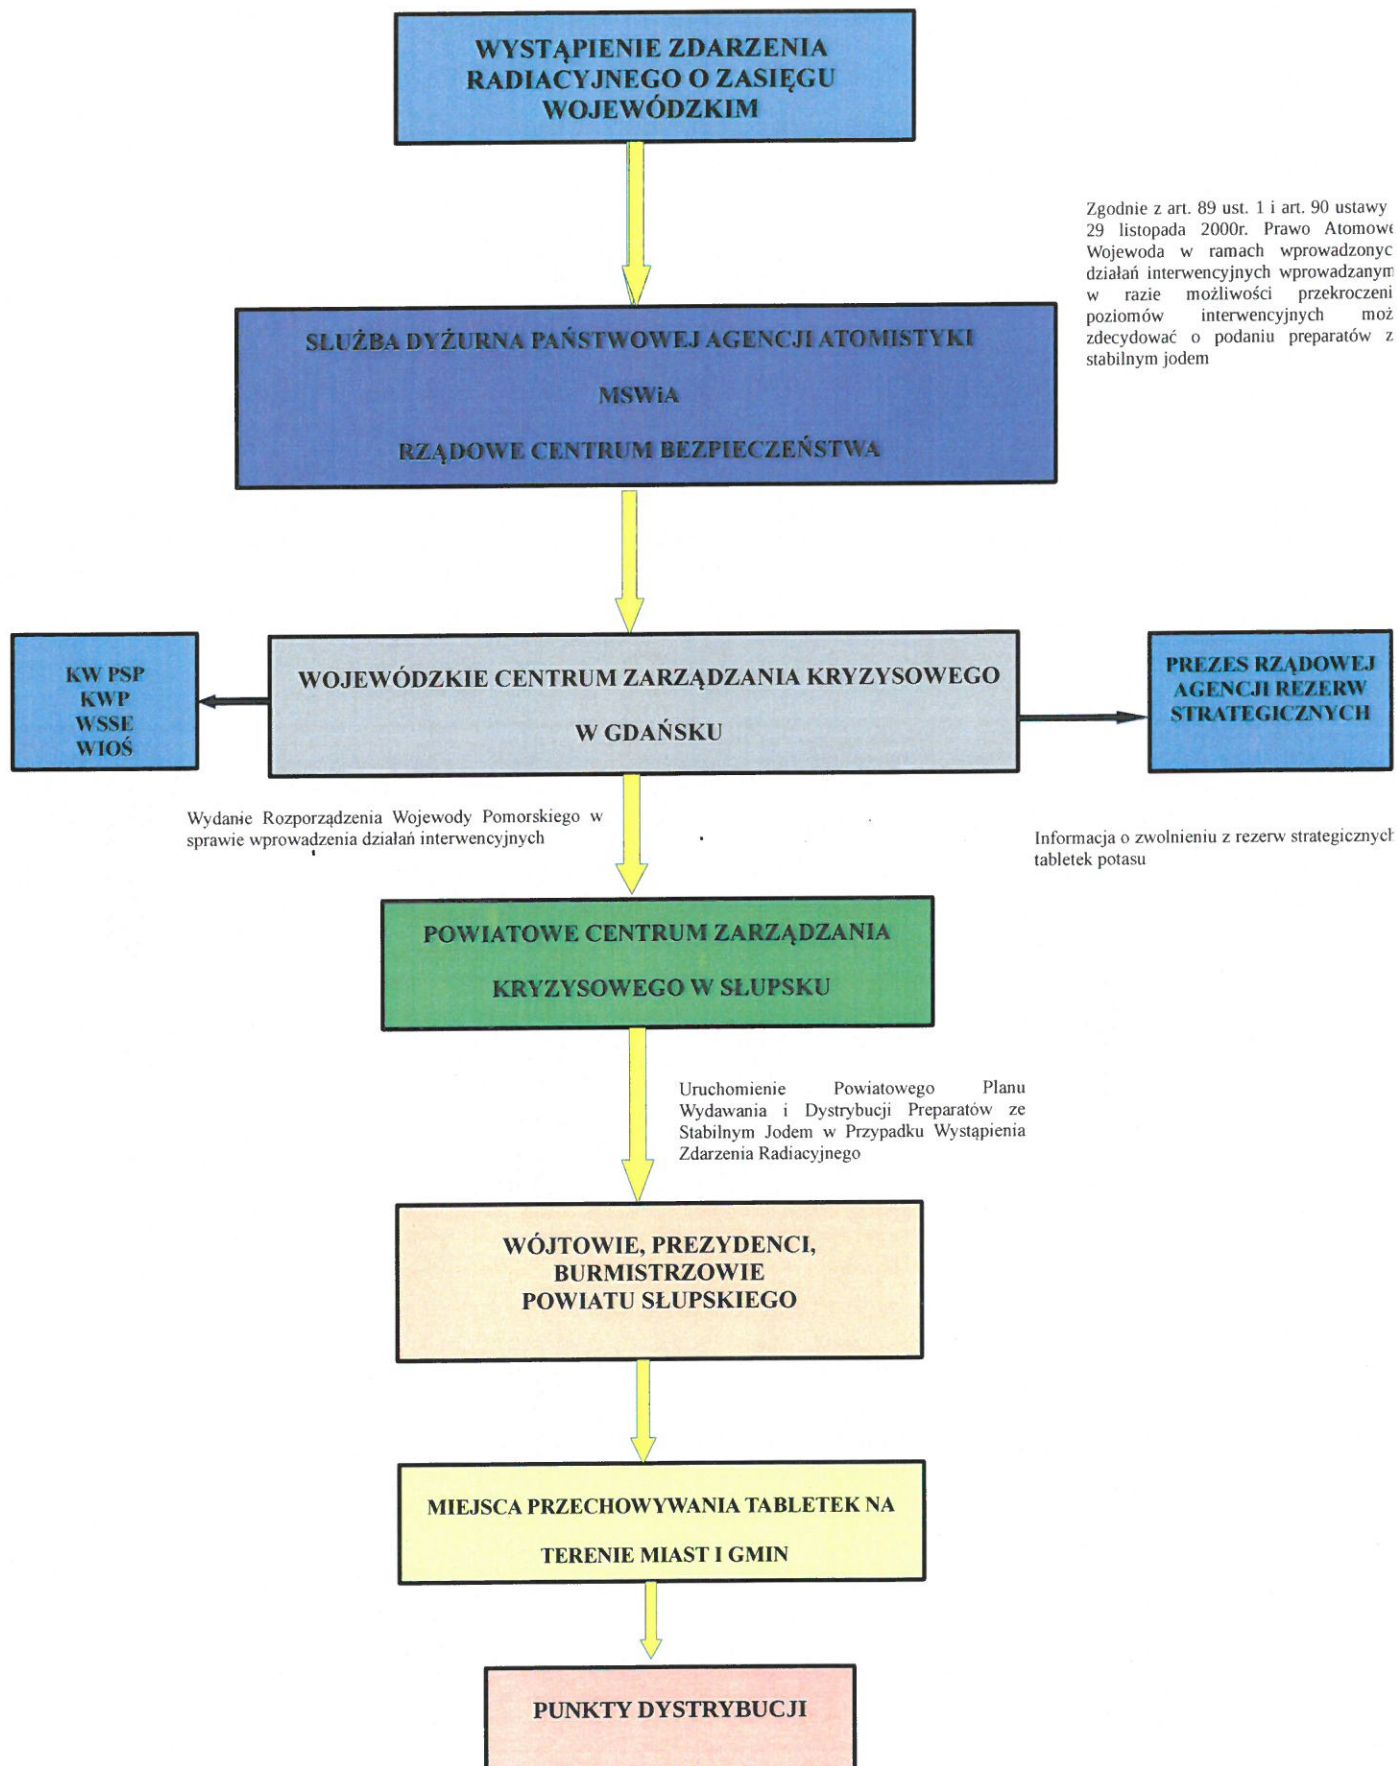 WYSTĄPIENIE ZDARZENIA
RADIACYJNEGO O ZASIĘGU
WOJEWÓDZKIM
Zgodnie z art. 89 ust. 1 i art. 90 ustawy
29 listopada 2000r. Prawo Atomowe
Wojewoda w ramach wprowadzonyc
działań interwencyjnych wprowadzanym
w razie możliwości przekroczeni
poziomów interwencyjnych moż
zdecydować o podaniu preparatów z
stabilnym jodem
SŁUŻBA DYŻURNA PAŃSTWOWEJ AGENCJI ATOMISTYKI
MSWiA
RZĄDOWE CENTRUM BEZPIECZEŃSTWA
KW PSP
KWP
WSSE
WIOŚ
WOJEWÓDZKIE CENTRUM ZARZĄDZANIA KRYZYSOWEGO
W GDAŃSKU
PREZES RZĄDOWEJ
AGENCJI REZERW
STRATEGICZNYCH
Wydanie Rozporządzenia Wojewody Pomorskiego w
sprawie wprowadzenia działań interwencyjnych
Informacja o zwolnieniu z rezerw strategicznych
tabletek potasu
POWIATOWE CENTRUM ZARZĄDZANIA
KRYZYSOWEGO W SŁUPSKU
Uruchomienie Powiatowego Planu
Wydawania i Dystrybucji Preparatów ze
Stabilnym Jodem w Przypadku Wystąpienia
Zdarzenia Radiacyjnego
WÓJTOWIE, PREZYDENCI,
BURMISTRZOWIE
POWIATU SŁUPSKIEGO
MIEJSCA PRZECHOWYWANIA TABLETEK NA
TERENIE MIAST I GMIN
PUNKTY DYSTRYBUCJI